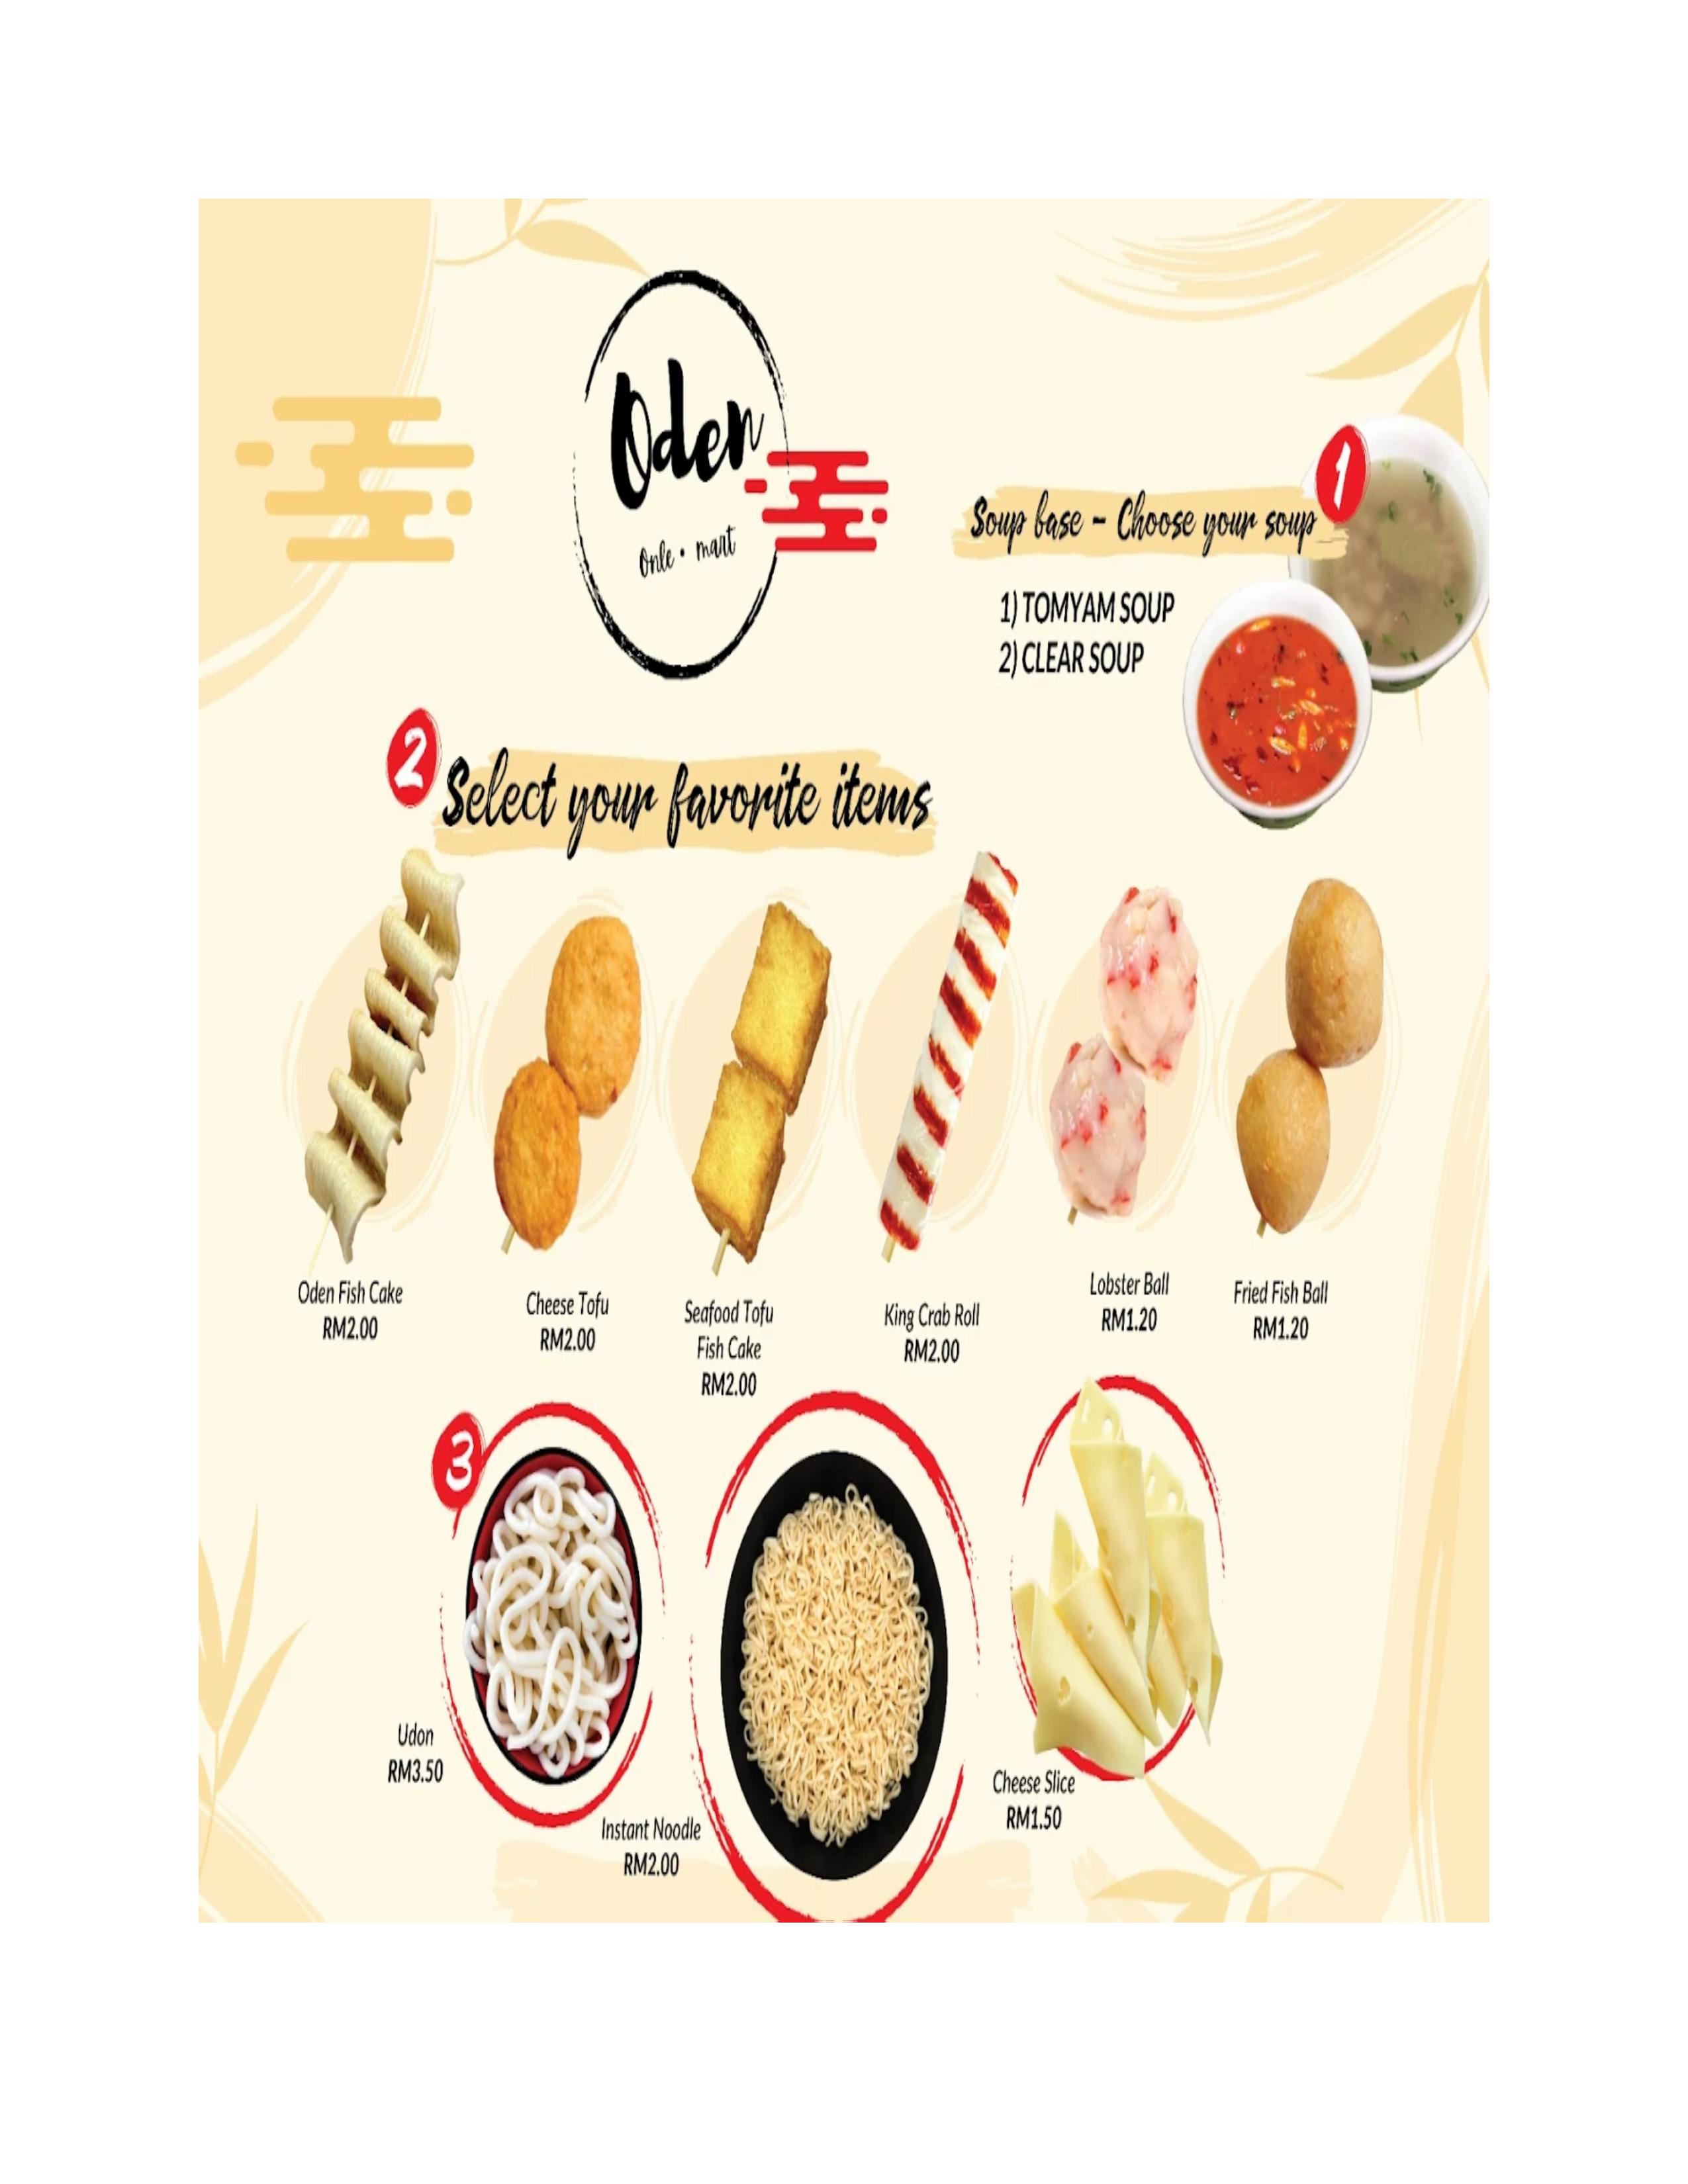 Oden
Onle • mart
1
Soup base - Choose your soup
1) TOMYAM SOUP
2) CLEAR SOUP
2
Select your favorite items
Oden Fish Cake
RM2.00
Cheese Tofu
RM2.00
Seafood Tofu
Fish Cake
RM2.00
King Crab Roll
RM2.00
Lobster Ball
RM1.20
Fried Fish Ball
RM1.20
3
Udon
RM3.50
Instant Noodle
RM2.00
Cheese Slice
RM1.50